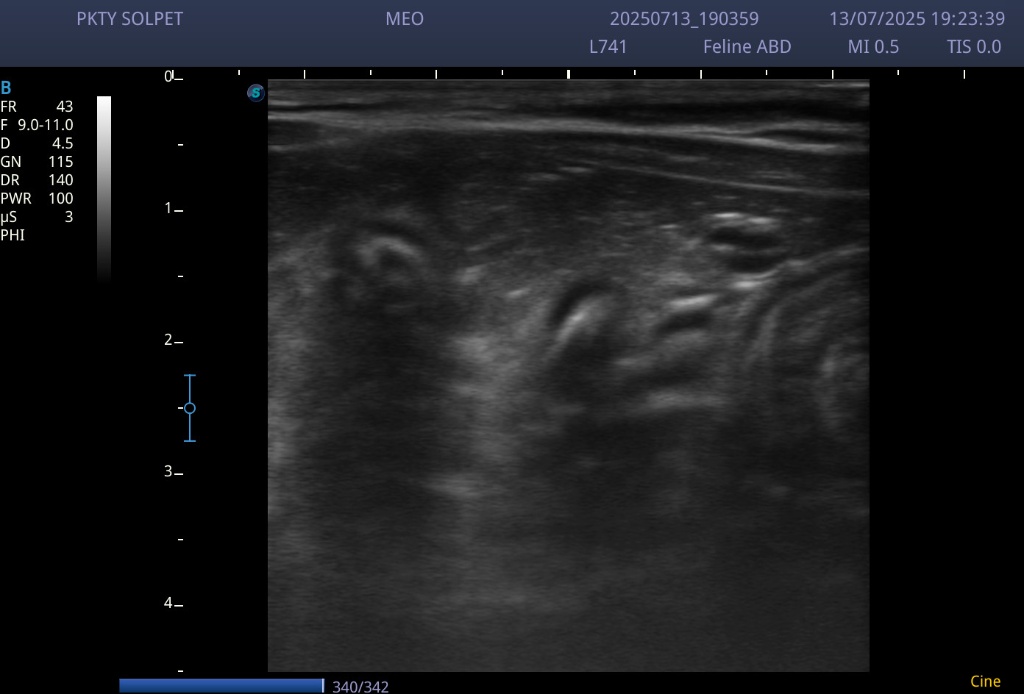 PKTY SOLPET MEO 20250713_190359 13/07/2025 19:23:39
L741 Feline ABD MI 0.5 TIS 0.0
B
FR 43
F 9.0-11.0
D 4.5
GN 115
DR 140
PWR 100
µS 3
PHI
S
0
1
2
3
4
340/342
Cine